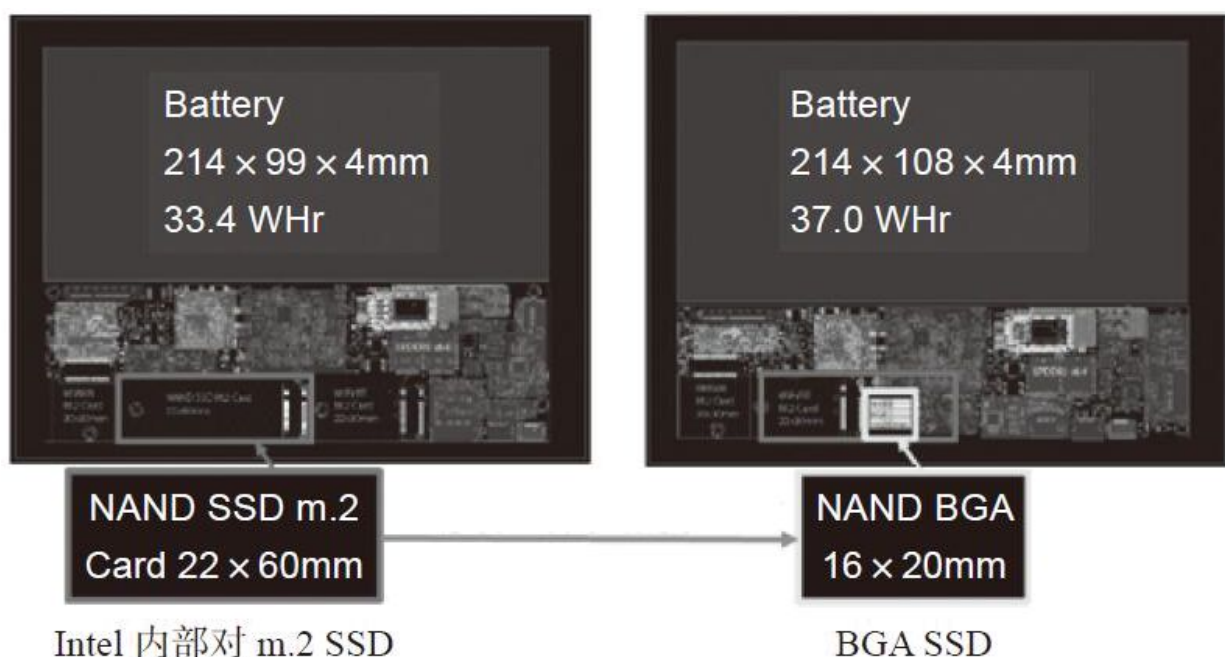 Battery
214 × 99 × 4mm
33.4 WHr
Battery
214 × 108 × 4mm
37.0 WHr
NAND SSD m.2
Card 22 × 60mm
NAND BGA
16 × 20mm
Intel 内部对 m.2 SSD
BGA SSD